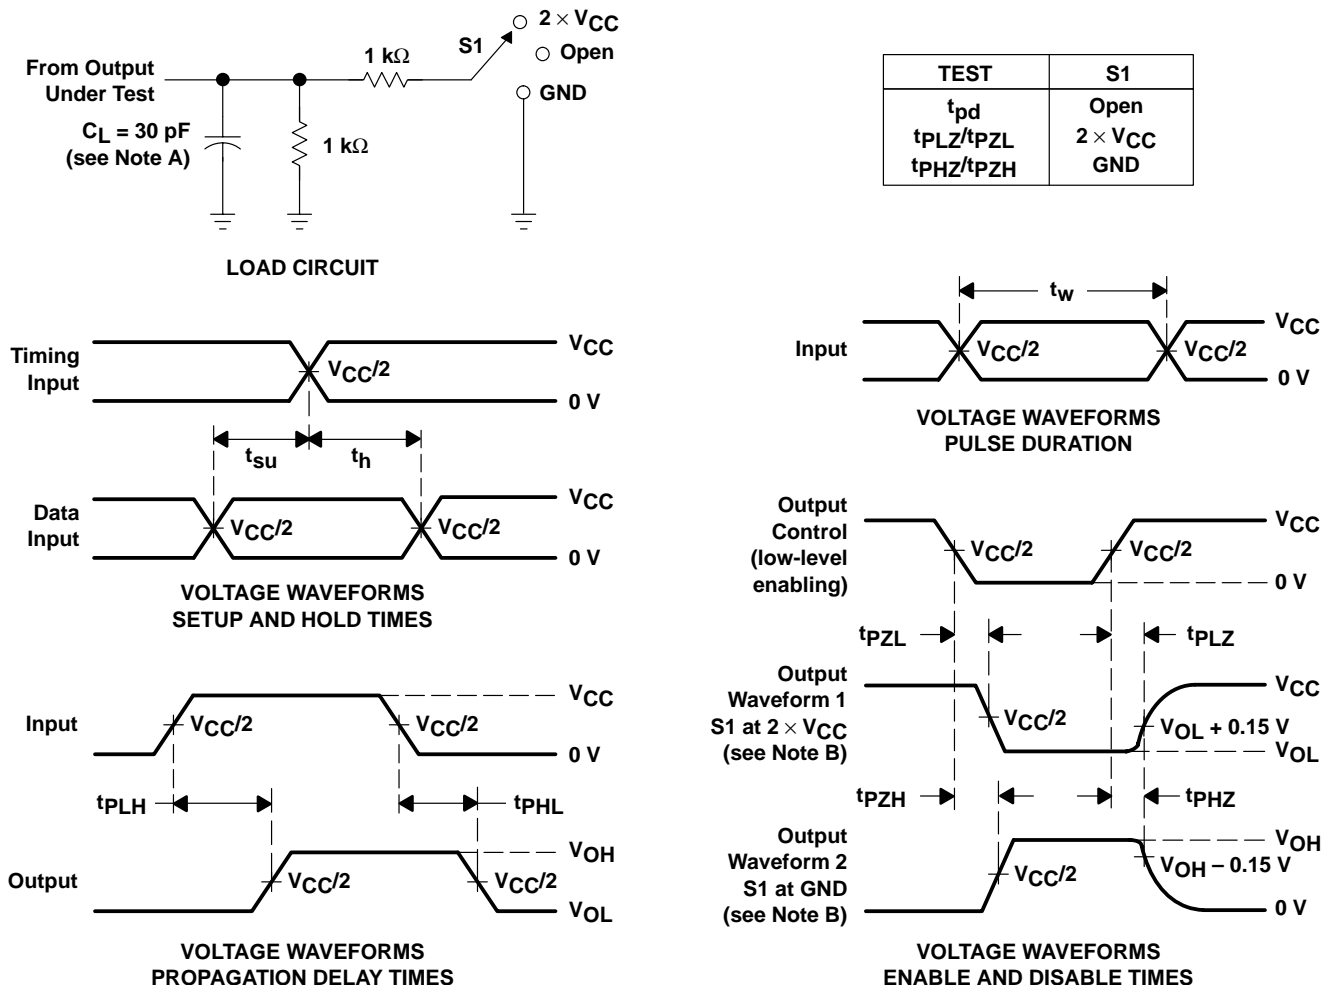 2 × VCC
S1
Open
1 kΩ
From Output
Under Test
GND
CL = 30 pF
(see Note A)
1 kΩ
LOAD CIRCUIT
TEST S1
tpd Open
tPLZ/tPZL 2 × VCC
tPHZ/tPZH GND
Timing
Input
VCC/2
VCC
0 V
tsu
th
Data
Input
VCC/2
VCC/2
VCC
0 V
VOLTAGE WAVEFORMS
SETUP AND HOLD TIMES
tw
Input
VCC/2
VCC/2
VCC
0 V
VOLTAGE WAVEFORMS
PULSE DURATION
Input
VCC/2
VCC/2
VCC
0 V
tPLH
tPHL
Output
VCC/2
VCC/2
VOH
VOL
VOLTAGE WAVEFORMS
PROPAGATION DELAY TIMES
Output
Control
(low-level
enabling)
VCC/2
VCC/2
VCC
0 V
tPZL
tPLZ
Output
Waveform 1
S1 at 2 × VCC
(see Note B)
VCC/2
VCC
VOL + 0.15 V
VOL
tPZH
tPHZ
Output
Waveform 2
S1 at GND
(see Note B)
VCC/2
VOH
VOH – 0.15 V
0 V
VOLTAGE WAVEFORMS
ENABLE AND DISABLE TIMES